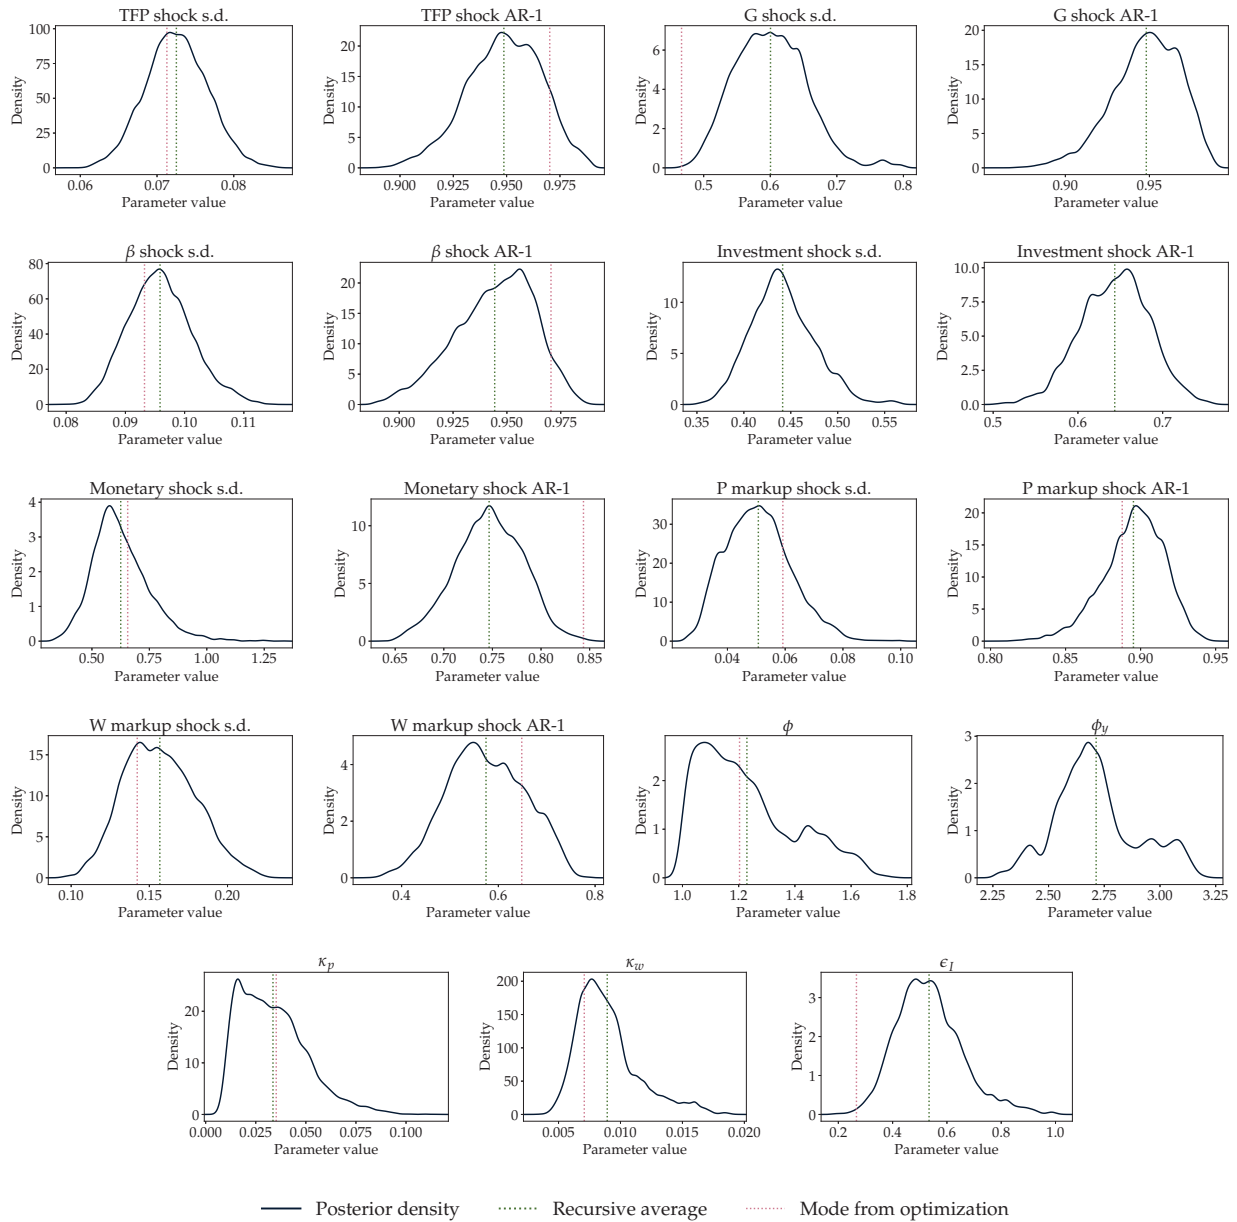 TFP shock s.d.
TFP shock AR-1
G shock s.d.
G shock AR-1
Density
100
75
50
25
0
0.06 0.07 0.08
Parameter value
Density
20
15
10
5
0
0.900 0.925 0.950 0.975
Parameter value
Density
6
4
2
0
0.5 0.6 0.7 0.8
Parameter value
Density
20
15
10
5
0
0.90 0.95
Parameter value
β shock s.d.
β shock AR-1
Investment shock s.d.
Investment shock AR-1
Density
80
60
40
20
0
0.08 0.09 0.10 0.11
Parameter value
Density
20
15
10
5
0
0.900 0.925 0.950 0.975
Parameter value
Density
10
5
0
0.35 0.40 0.45 0.50 0.55
Parameter value
Density
10.0
7.5
5.0
2.5
0.0
0.5 0.6 0.7
Parameter value
Monetary shock s.d.
Monetary shock AR-1
P markup shock s.d.
P markup shock AR-1
Density
4
3
2
1
0
0.50 0.75 1.00 1.25
Parameter value
Density
10
5
0
0.65 0.70 0.75 0.80 0.85
Parameter value
Density
30
20
10
0
0.04 0.06 0.08 0.10
Parameter value
Density
20
15
10
5
0
0.80 0.85 0.90 0.95
Parameter value
W markup shock s.d.
W markup shock AR-1
ϕ
ϕ_y
Density
15
10
5
0
0.10 0.15 0.20
Parameter value
Density
4
2
0
0.4 0.6 0.8
Parameter value
Density
2
1
0
1.0 1.2 1.4 1.6 1.8
Parameter value
Density
3
2
1
0
2.25 2.50 2.75 3.00 3.25
Parameter value
κ_p
κ_w
ϵ_I
Density
20
10
0
0.000 0.025 0.050 0.075 0.100
Parameter value
Density
200
150
100
50
0
0.005 0.010 0.015 0.020
Parameter value
Density
3
2
1
0
0.2 0.4 0.6 0.8 1.0
Parameter value
Posterior density
Recursive average
Mode from optimization